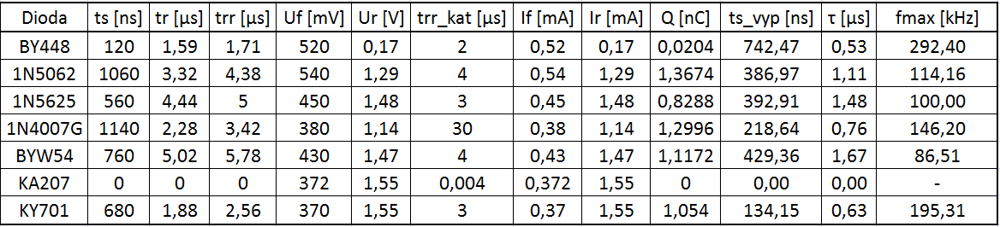 Dioda ts [ns] tr [µs] trr [µs] Uf [mV] Ur [V] trr_kat [µs] If [mA] Ir [mA] Q [nC] ts_vyp [ns] τ [µs] fmax [kHz]
BY448 120 1,59 1,71 520 0,17 2 0,52 0,17 0,0204 742,47 0,53 292,40
1N5062 1060 3,32 4,38 540 1,29 4 0,54 1,29 1,3674 386,97 1,11 114,16
1N5625 560 4,44 5 450 1,48 3 0,45 1,48 0,8288 392,91 1,48 100,00
1N4007G 1140 2,28 3,42 380 1,14 30 0,38 1,14 1,2996 218,64 0,76 146,20
BYW54 760 5,02 5,78 430 1,47 4 0,43 1,47 1,1172 429,36 1,67 86,51
KA207 0 0 0 372 1,55 0,004 0,372 1,55 0 0,00 0,00 -
KY701 680 1,88 2,56 370 1,55 3 0,37 1,55 1,054 134,15 0,63 195,31